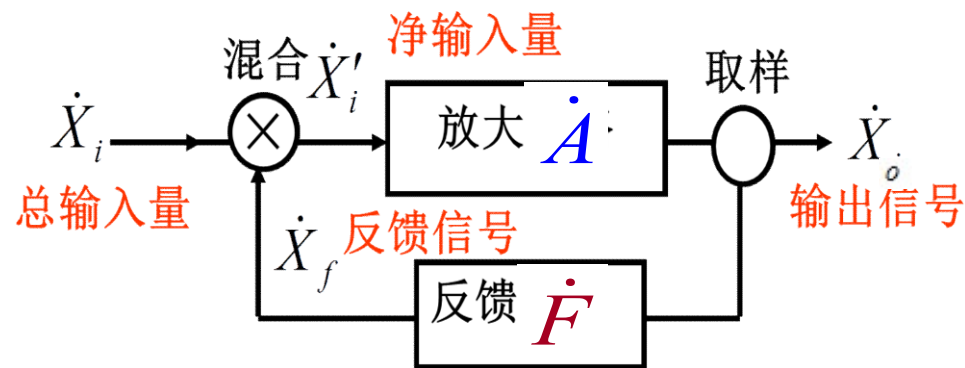 净输入量
混合
Ẋ'ᵢ
取样
Ẋᵢ
放大 Ȧ
Ẋₒ
总输入量
输出信号
Ẋf
反馈信号
反馈 Ḟ